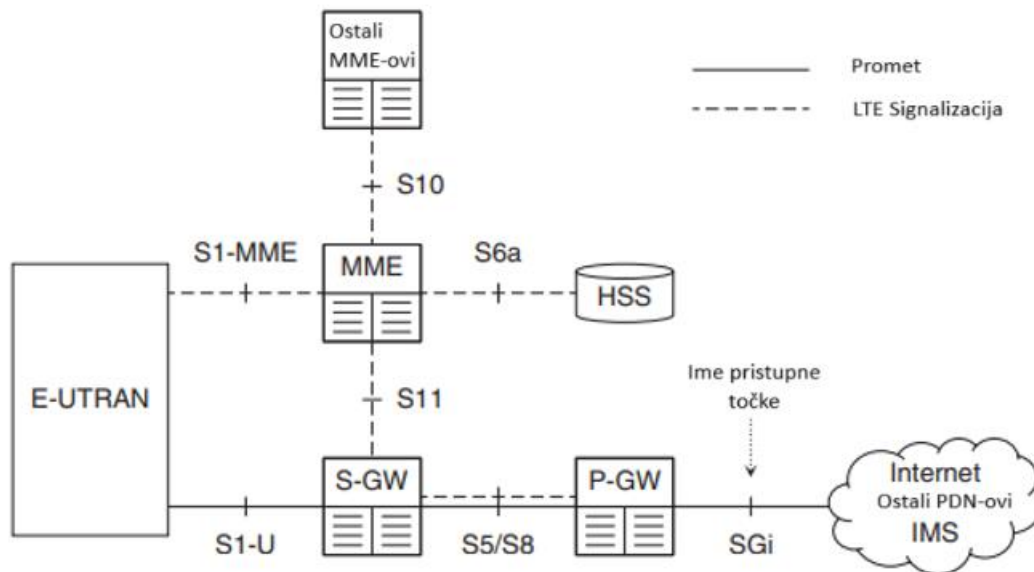 Ostali
MME-ovi
Promet
LTE Signalizacija
S10
S1-MME
MME
S6a
HSS
E-UTRAN
S11
Ime pristupne
točke
S-GW
P-GW
Internet
Ostali PDN-ovi
IMS
S1-U
S5/S8
SGi